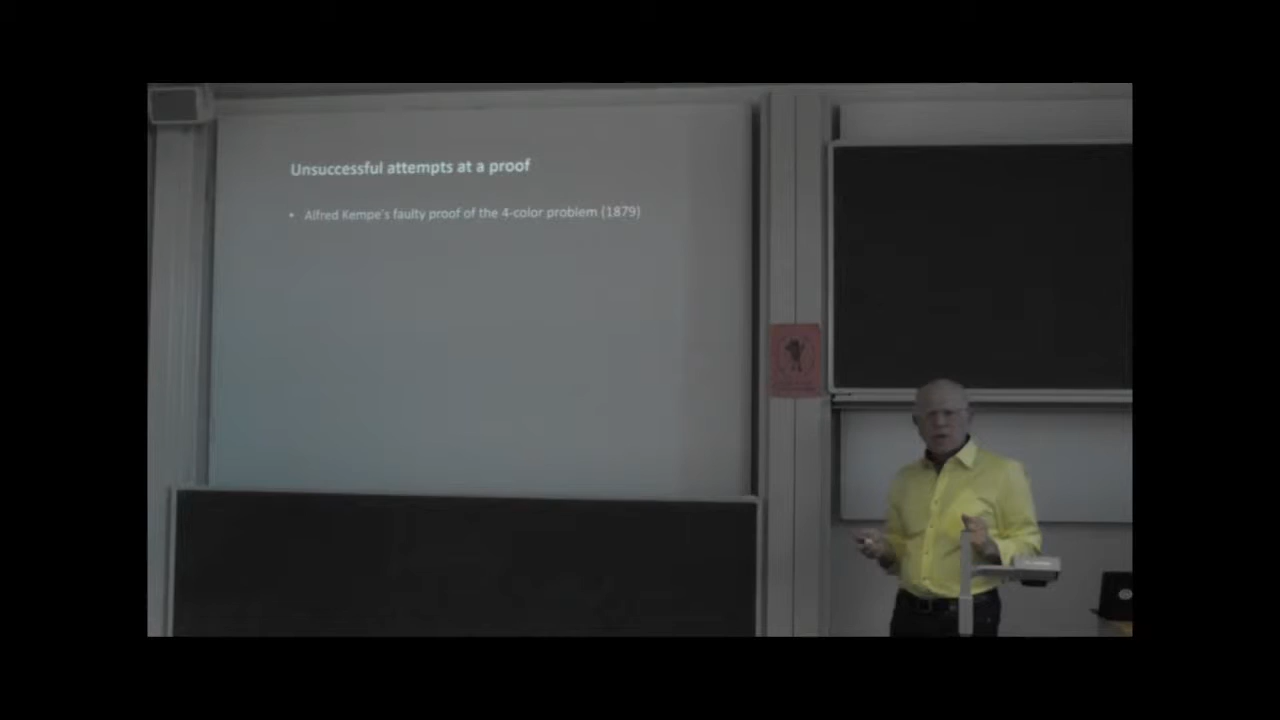 Unsuccessful attempts at a proof
• Alfred Kempe's faulty proof of the 4-color problem (1879)